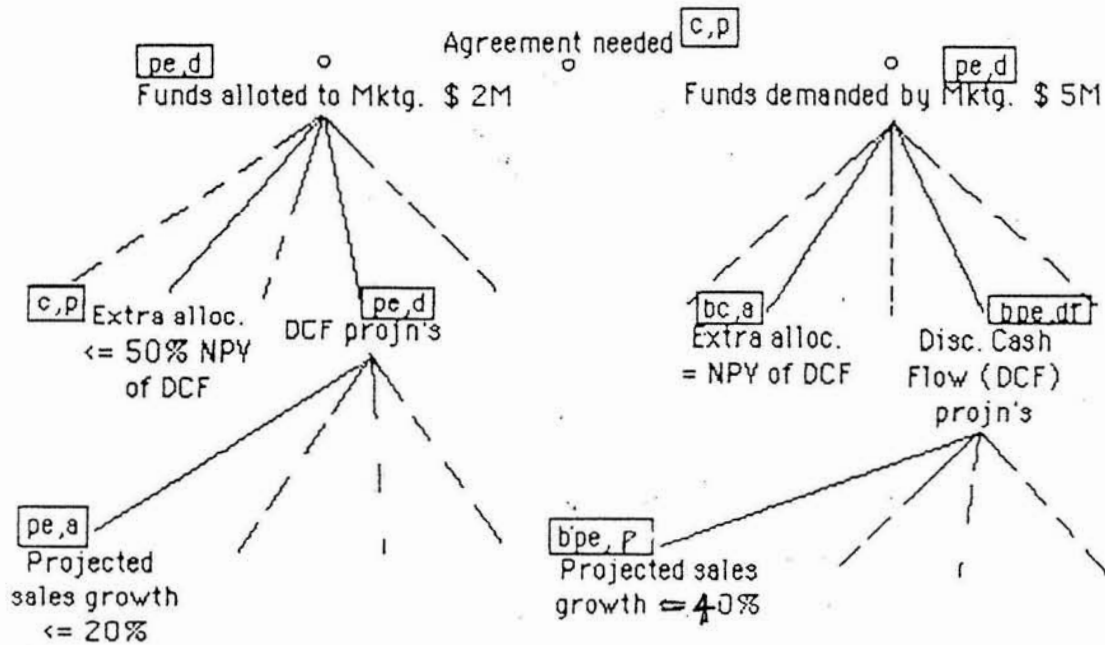 Agreement needed c,p
pe,d
Funds alloted to Mktg. $ 2M
pe,d
Funds demanded by Mktg. $ 5M
c,p
Extra alloc.
<= 50% NPY
of DCF
pe,d
DCF projn's
bc,a
Extra alloc.
= NPY of DCF
bpe,df
Disc. Cash
Flow (DCF)
projn's
pe,a
Projected
sales growth
<= 20%
bpe, p
Projected sales
growth = 40%